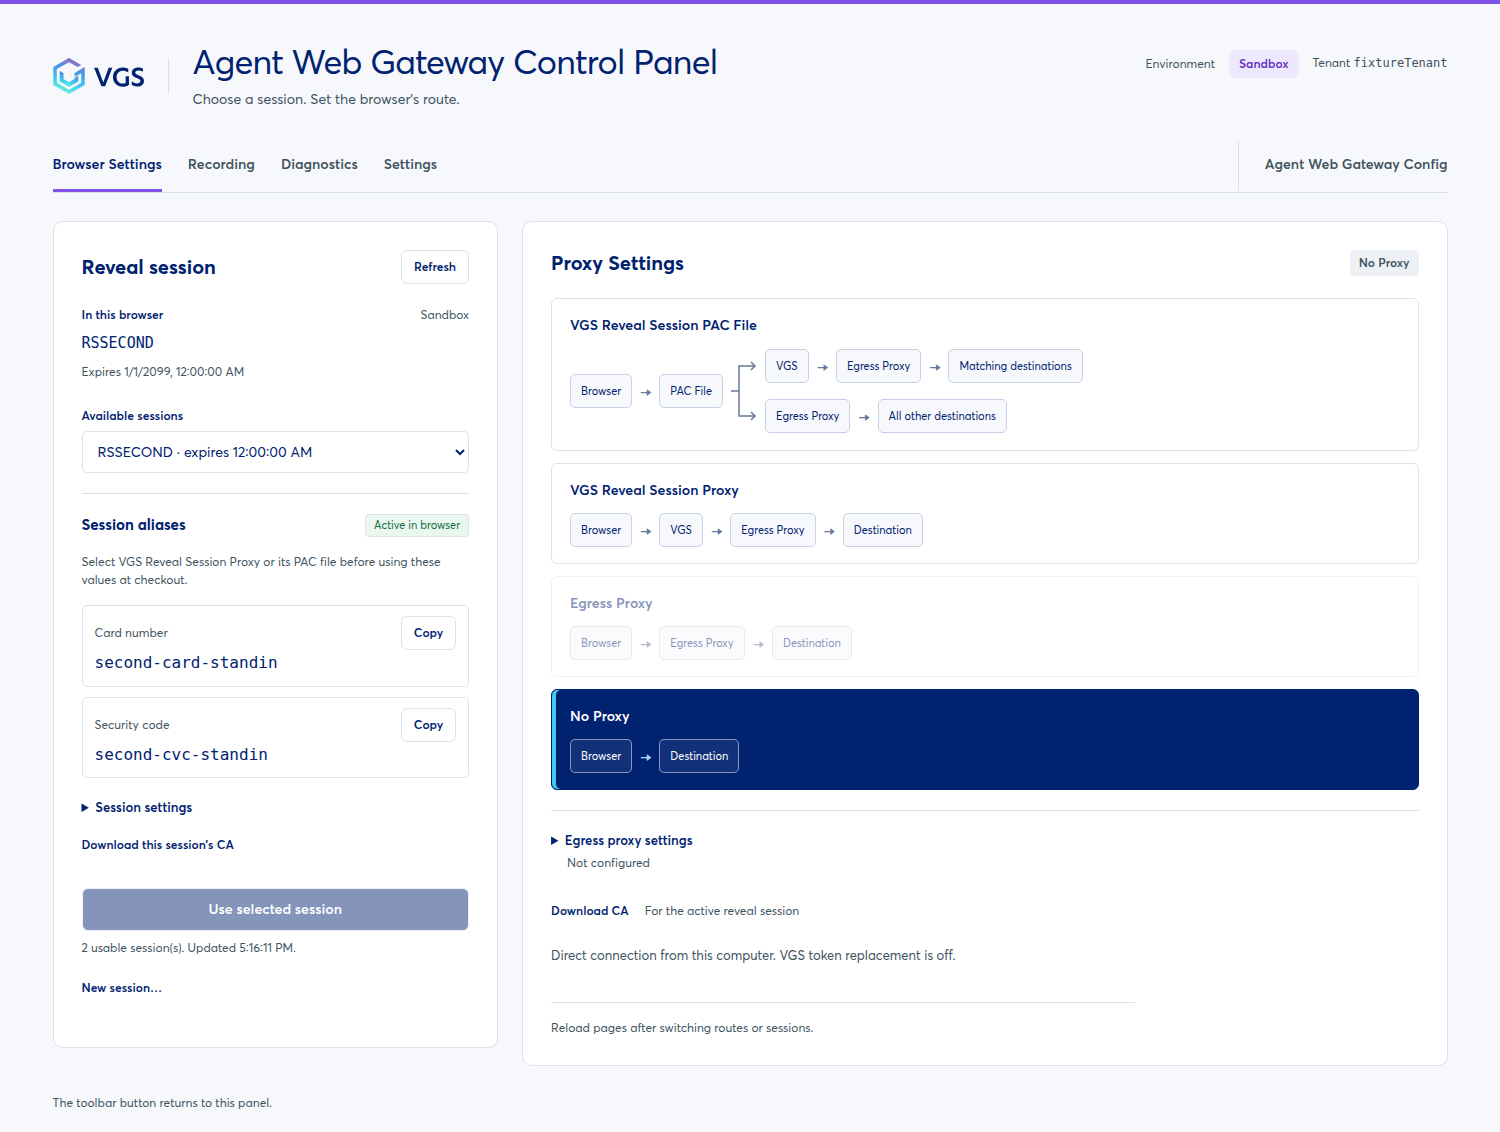 VGS
Agent Web Gateway Control Panel
Choose a session. Set the browser's route.
Environment Sandbox Tenant fixtureTenant
Browser Settings Recording Diagnostics Settings Agent Web Gateway Config
Reveal session Refresh
In this browser Sandbox
RSSECOND
Expires 1/1/2099, 12:00:00 AM
Available sessions
RSSECOND · expires 12:00:00 AM
Session aliases Active in browser
Select VGS Reveal Session Proxy or its PAC file before using these
values at checkout.
Card number Copy
second-card-standin
Security code Copy
second-cvc-standin
Session settings
Download this session's CA
Use selected session
2 usable session(s). Updated 5:16:11 PM.
New session…
Proxy Settings No Proxy
VGS Reveal Session PAC File
Browser → PAC File
VGS → Egress Proxy → Matching destinations
Egress Proxy → All other destinations
VGS Reveal Session Proxy
Browser → VGS → Egress Proxy → Destination
Egress Proxy
Browser → Egress Proxy → Destination
No Proxy
Browser → Destination
Egress proxy settings
Not configured
Download CA For the active reveal session
Direct connection from this computer. VGS token replacement is off.
Reload pages after switching routes or sessions.
The toolbar button returns to this panel.